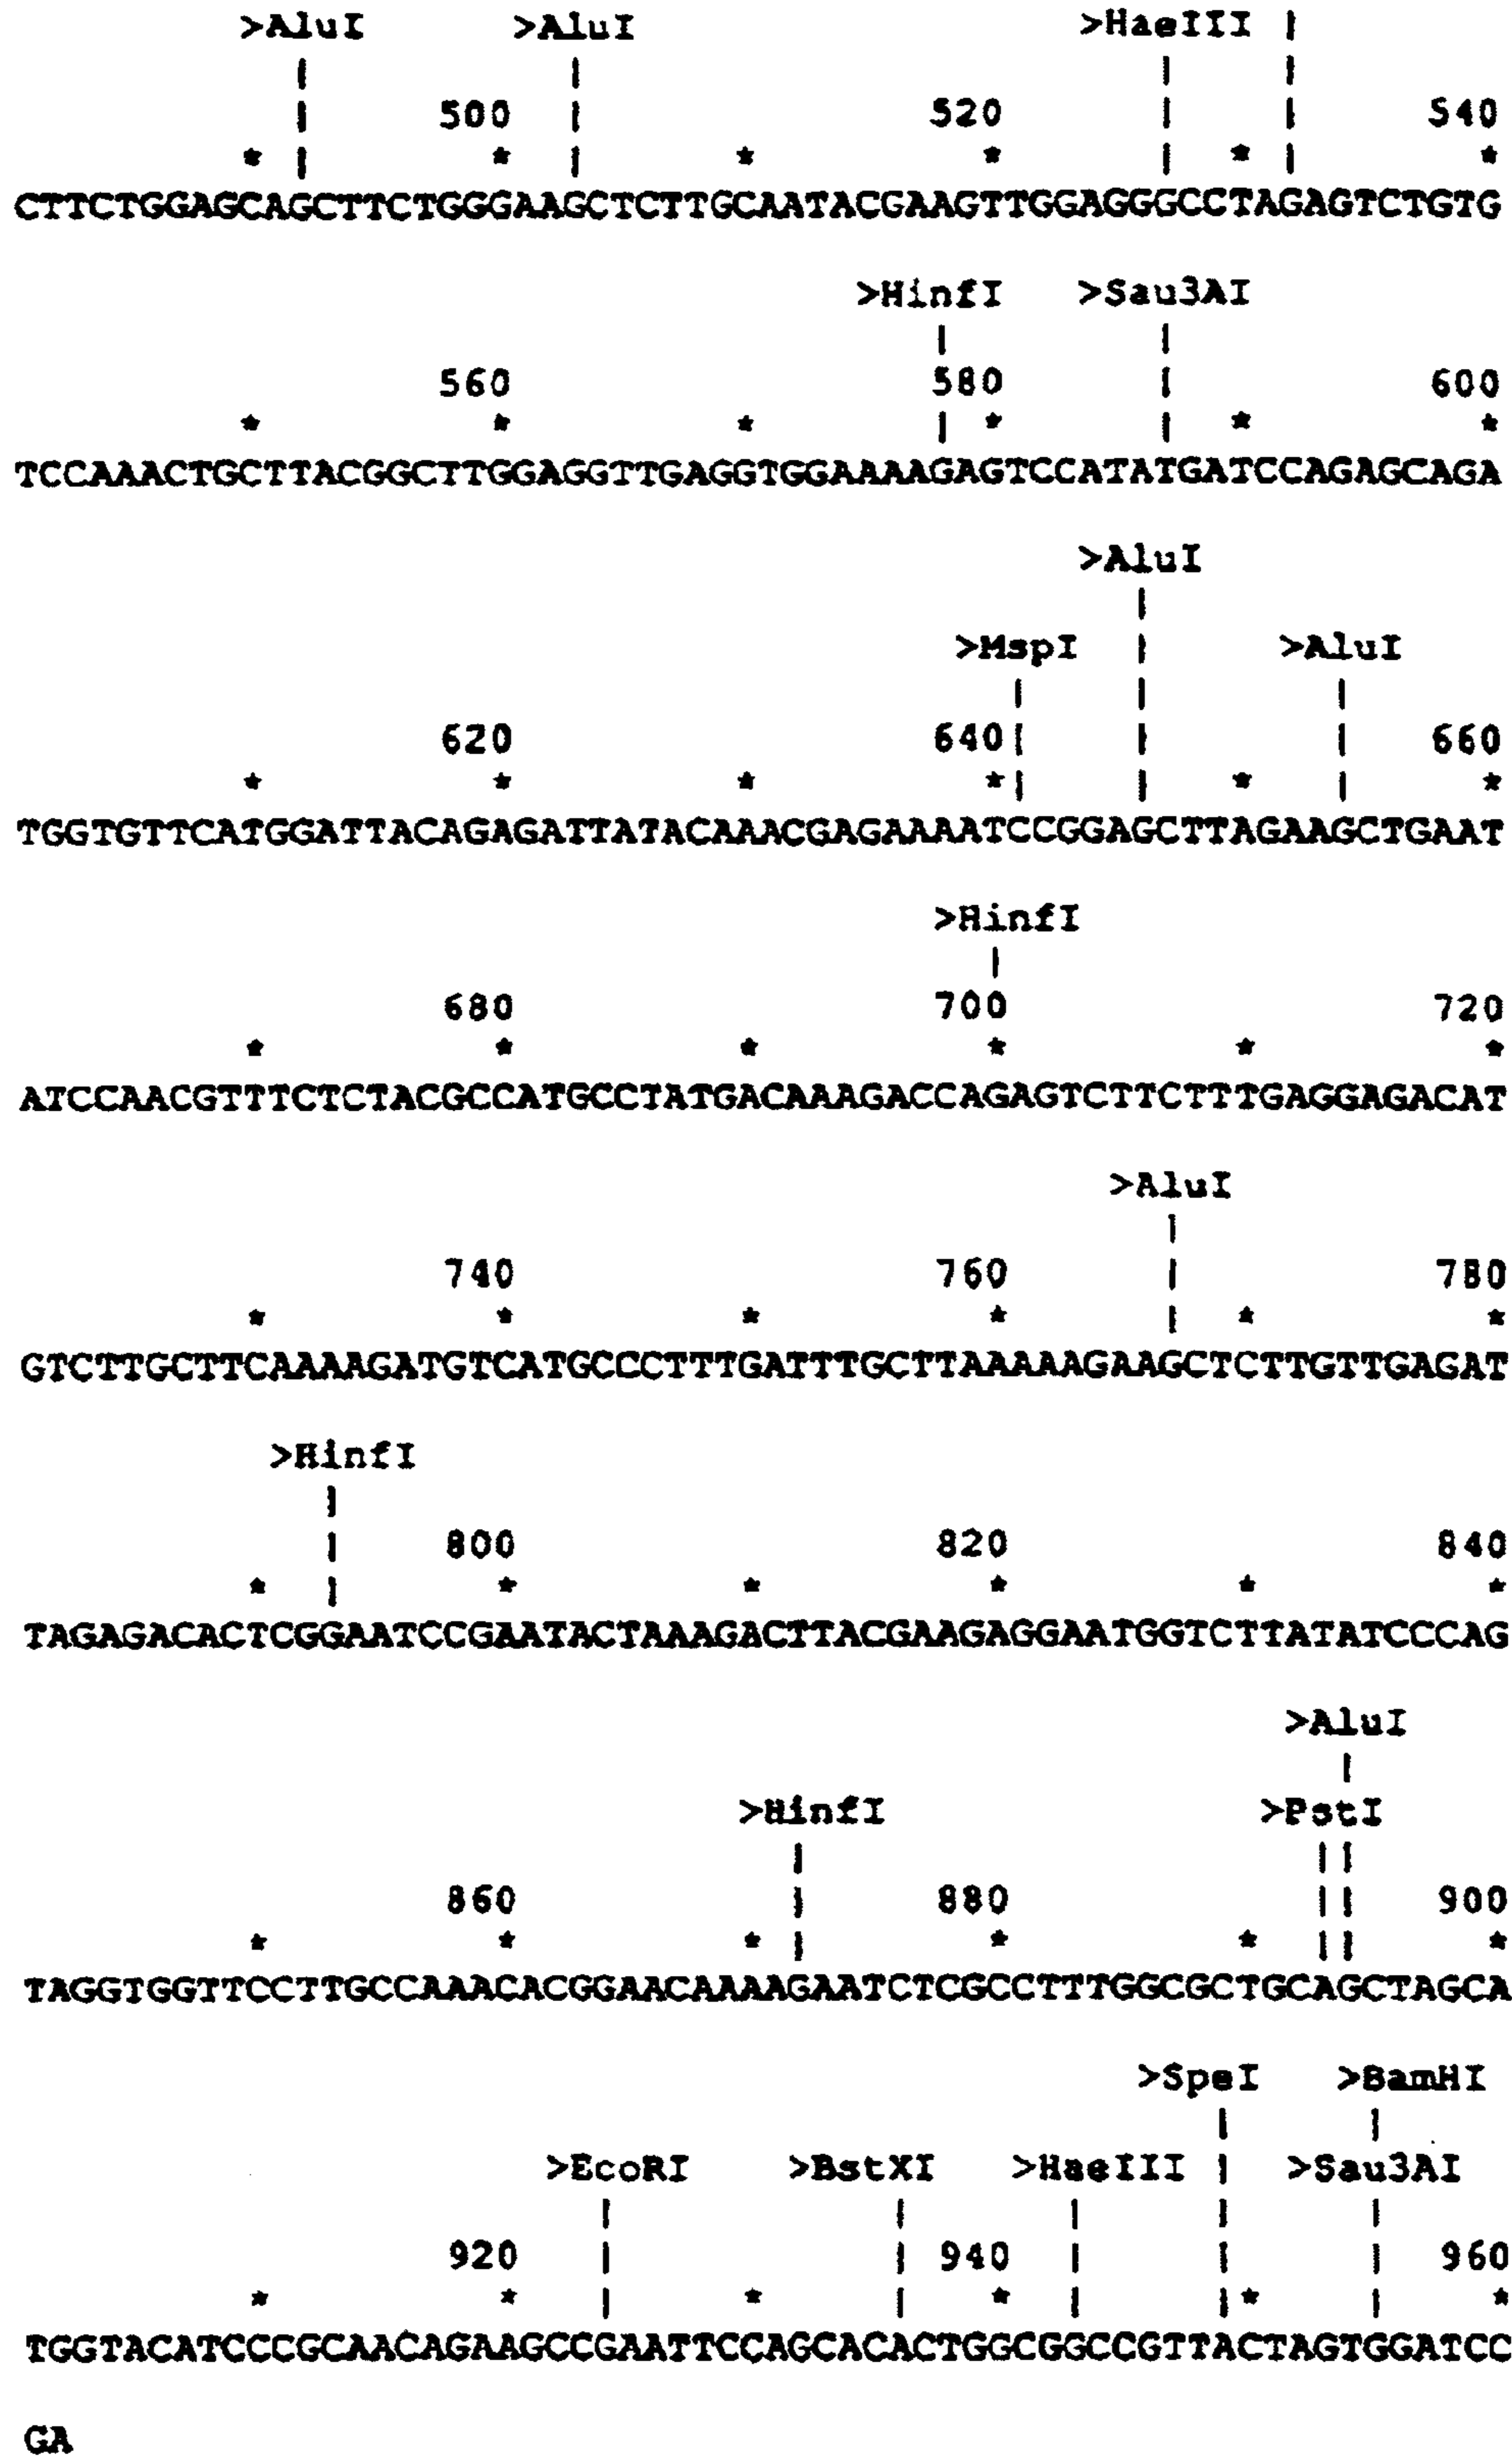 >AluI >AluI >HaeIII |
| |
| 500 | 520 | | 540
* | * | * * | * | *
CTTCTGGAGCAGCTTCTGGGAAGCTCTTGCAATACGAAGTTGGAGGGCCTAGAGTCTGTG
>HinfI >Sau3AI
| |
560 580 | 600
* * * | * | * *
TCCAAACTGCTTACGGCTTGGAGGTTGAGGTGGAAAAGAGTCCATATGATCCAGAGCAGA
>AluI
|
>MspI | >AluI
| | |
620 640| | | 660
* * * *| | * | *
TGGTGTTCATGGATTACAGAGATTATACAAACGAGAAAATCCGGAGCTTAGAAGCTGAAT
>HinfI
|
680 700 720
* * * * * *
ATCCAACGTTTCTCTACGCCATGCCTATGACAAAGACCAGAGTCTTCTTTGAGGAGACAT
>AluI
|
740 760 | 780
* * * * | * *
GTCTTGCTTCAAAAGATGTCATGCCCTTTGATTTGCTTAAAAAGAAGCTCTTGTTGAGAT
>HinfI
|
| 800 820 840
* | * * * * *
TAGAGACACTCGGAATCCGAATACTAAAGACTTACGAAGAGGAATGGTCTTATATCCCAG
>AluI
|
>HinfI >PstI
| ||
860 | 880 || 900
* * * | * * || *
TAGGTGGTTCCTTGCCAAACACGGAACAAAAGAATCTCGCCTTTGGCGCTGCAGCTAGCA
>SpeI >BamHI
| |
>EcoRI >BstXI >HaeIII | >Sau3AI
| | | | |
920 | | 940 | | | 960
* * | * | * | | * | *
TGGTACATCCCGCAACAGAAGCCGAATTCCAGCACACTGGCGGCCGTTACTAGTGGATCC
GA